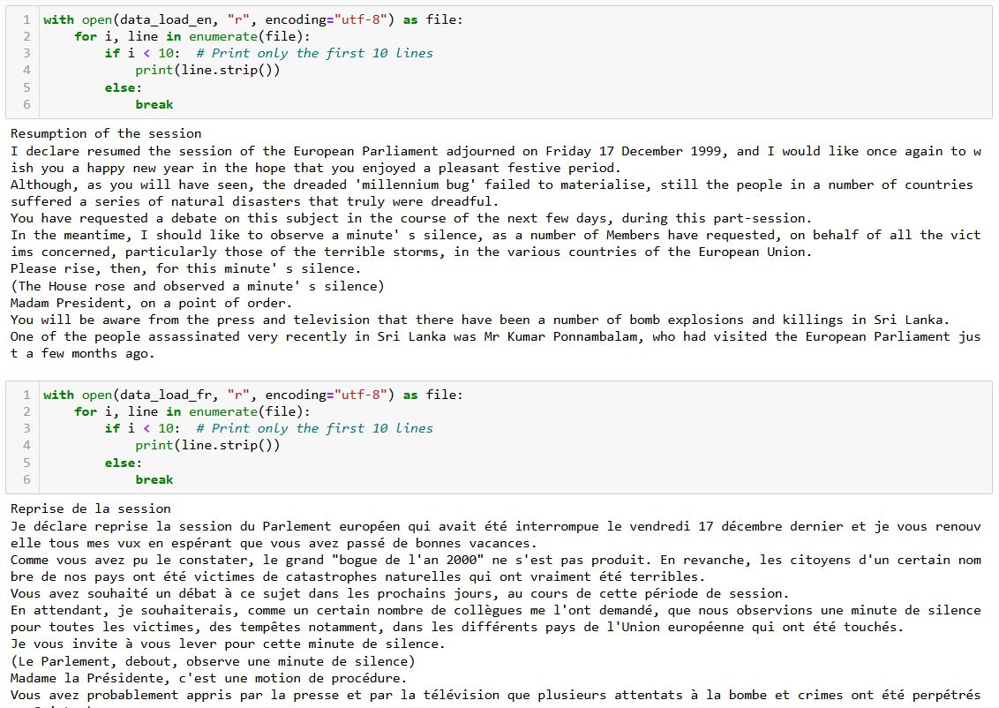 1 with open(data_load_en, "r", encoding="utf-8") as file:
2     for i, line in enumerate(file):
3         if i < 10:  # Print only the first 10 lines
4             print(line.strip())
5         else:
6             break
Resumption of the session
I declare resumed the session of the European Parliament adjourned on Friday 17 December 1999, and I would like once again to w
ish you a happy new year in the hope that you enjoyed a pleasant festive period.
Although, as you will have seen, the dreaded 'millennium bug' failed to materialise, still the people in a number of countries
suffered a series of natural disasters that truly were dreadful.
You have requested a debate on this subject in the course of the next few days, during this part-session.
In the meantime, I should like to observe a minute' s silence, as a number of Members have requested, on behalf of all the vict
ims concerned, particularly those of the terrible storms, in the various countries of the European Union.
Please rise, then, for this minute' s silence.
(The House rose and observed a minute' s silence)
Madam President, on a point of order.
You will be aware from the press and television that there have been a number of bomb explosions and killings in Sri Lanka.
One of the people assassinated very recently in Sri Lanka was Mr Kumar Ponnambalam, who had visited the European Parliament jus
t a few months ago.
1 with open(data_load_fr, "r", encoding="utf-8") as file:
2     for i, line in enumerate(file):
3         if i < 10:  # Print only the first 10 lines
4             print(line.strip())
5         else:
6             break
Reprise de la session
Je déclare reprise la session du Parlement européen qui avait été interrompue le vendredi 17 décembre dernier et je vous renouv
elle tous mes vux en espérant que vous avez passé de bonnes vacances.
Comme vous avez pu le constater, le grand "bogue de l'an 2000" ne s'est pas produit. En revanche, les citoyens d'un certain nom
bre de nos pays ont été victimes de catastrophes naturelles qui ont vraiment été terribles.
Vous avez souhaité un débat à ce sujet dans les prochains jours, au cours de cette période de session.
En attendant, je souhaiterais, comme un certain nombre de collègues me l'ont demandé, que nous observions une minute de silence
pour toutes les victimes, des tempêtes notamment, dans les différents pays de l'Union européenne qui ont été touchés.
Je vous invite à vous lever pour cette minute de silence.
(Le Parlement, debout, observe une minute de silence)
Madame la Présidente, c'est une motion de procédure.
Vous avez probablement appris par la presse et par la télévision que plusieurs attentats à la bombe et crimes ont été perpétrés